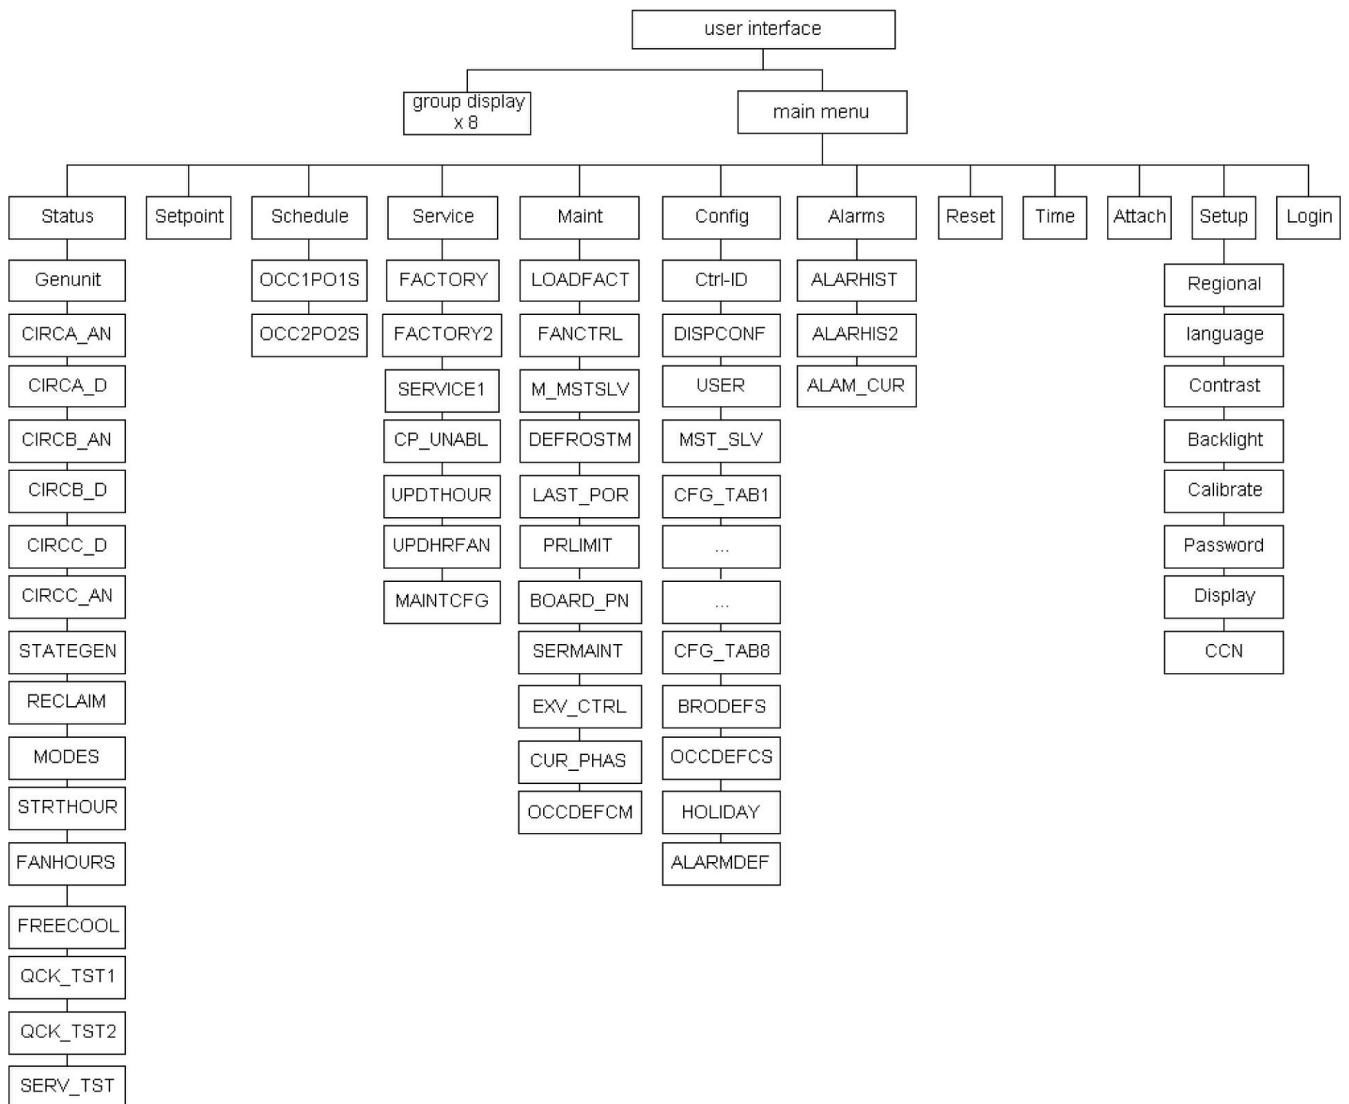 user interface
group display
x 8
main menu
Status
Setpoint
Schedule
Service
Maint
Config
Alarms
Reset
Time
Attach
Setup
Login
Genunit
CIRCA_AN
CIRCA_D
CIRCB_AN
CIRCB_D
CIRCC_D
CIRCC_AN
STATEGEN
RECLAIM
MODES
STRTHOUR
FANHOURS
FREECOOL
QCK_TST1
QCK_TST2
SERV_TST
OCC1PO1S
OCC2PO2S
FACTORY
FACTORY2
SERVICE1
CP_UNABL
UPDTHOUR
UPDHRFAN
MAINTCFG
LOADFACT
FANCTRL
M_MSTSLV
DEFROSTM
LAST_POR
PRLIMIT
BOARD_PN
SERMAINT
EXV_CTRL
CUR_PHAS
OCCDEFCM
Ctrl-ID
DISPCONF
USER
MST_SLV
CFG_TAB1
...
...
CFG_TAB8
BRODEFS
OCCDEFCS
HOLIDAY
ALARMDEF
ALARHIST
ALARHIS2
ALAM_CUR
Regional
language
Contrast
Backlight
Calibrate
Password
Display
CCN